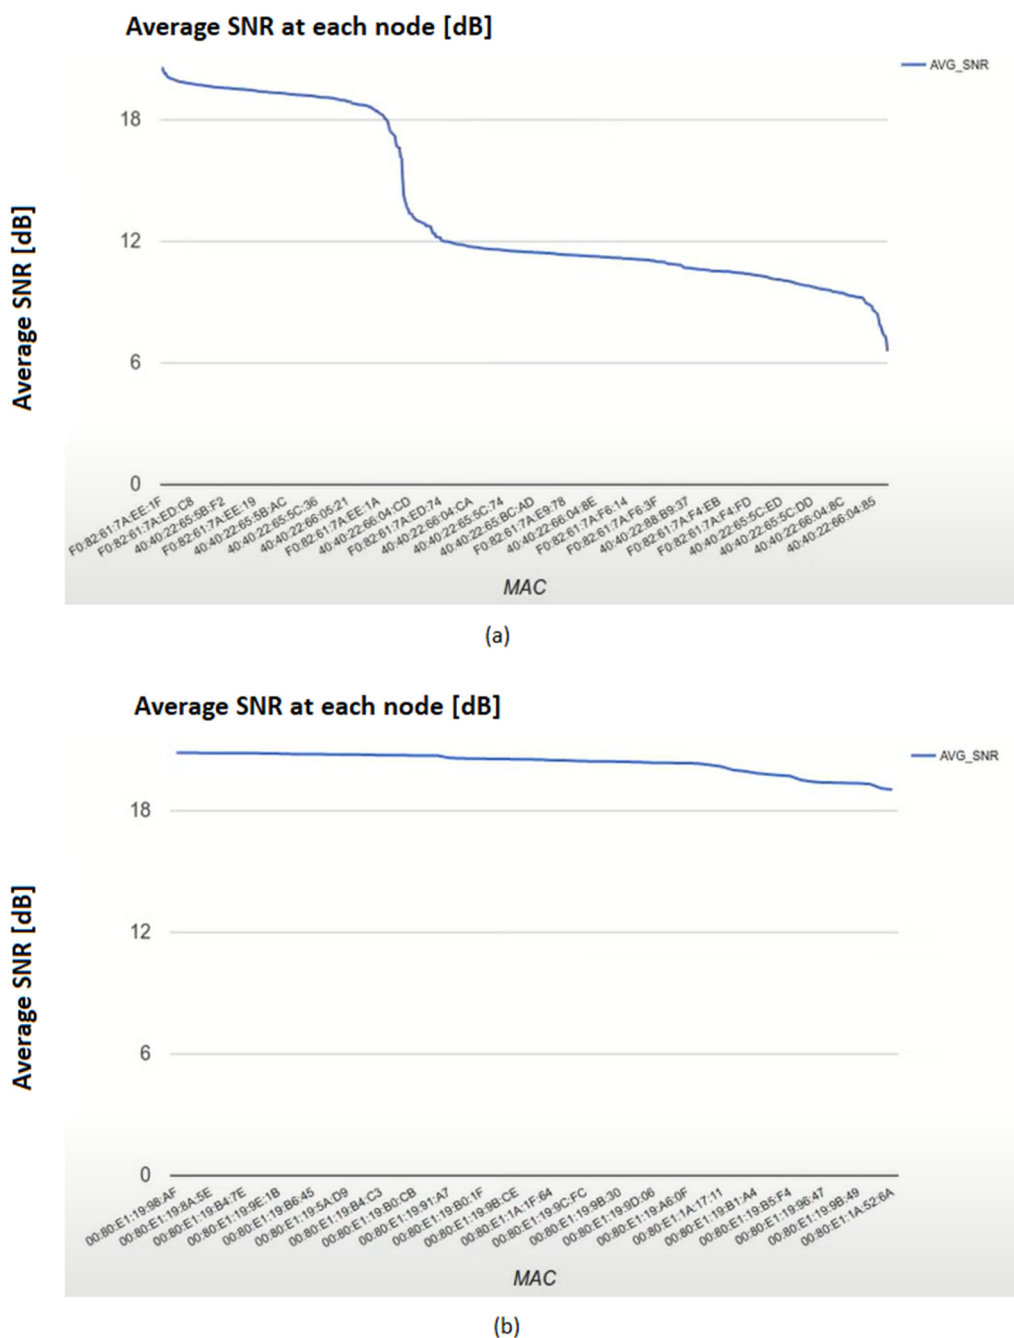 Average SNR at each node [dB]
AVG_SNR
Average SNR [dB]
18
12
6
0
F0:82:61:7A:EE:1F
F0:82:61:7A:ED:C8
40:40:22:65:5B:F2
F0:82:61:7A:EE:19
40:40:22:65:5B:AC
40:40:22:65:5C:36
40:40:22:66:05:21
F0:82:61:7A:EE:1A
40:40:22:66:04:CD
F0:82:61:7A:ED:74
40:40:22:66:04:CA
40:40:22:65:5C:74
40:40:22:65:BC:AD
F0:82:61:7A:E9:78
40:40:22:66:04:8E
F0:82:61:7A:F6:14
F0:82:61:7A:F6:3F
40:40:22:88:B9:37
F0:82:61:7A:F4:EB
F0:82:61:7A:F4:FD
40:40:22:65:5C:ED
40:40:22:65:5C:DD
40:40:22:66:04:8C
40:40:22:66:04:85
MAC
(a)
Average SNR at each node [dB]
AVG_SNR
Average SNR [dB]
18
12
6
0
00:80:E1:19:98:AF
00:80:E1:19:8A:5E
00:80:E1:19:B4:7E
00:80:E1:19:9E:1B
00:80:E1:19:B6:45
00:80:E1:19:5A:D9
00:80:E1:19:B4:C3
00:80:E1:19:B0:CB
00:80:E1:19:91:A7
00:80:E1:19:B0:1F
00:80:E1:19:9B:CE
00:80:E1:1A:1F:64
00:80:E1:19:9C:FC
00:80:E1:19:9B:30
00:80:E1:19:9D:06
00:80:E1:19:A6:0F
00:80:E1:1A:17:11
00:80:E1:19:B1:A4
00:80:E1:19:B5:F4
00:80:E1:19:96:47
00:80:E1:19:9B:49
00:80:E1:1A:52:6A
MAC
(b)